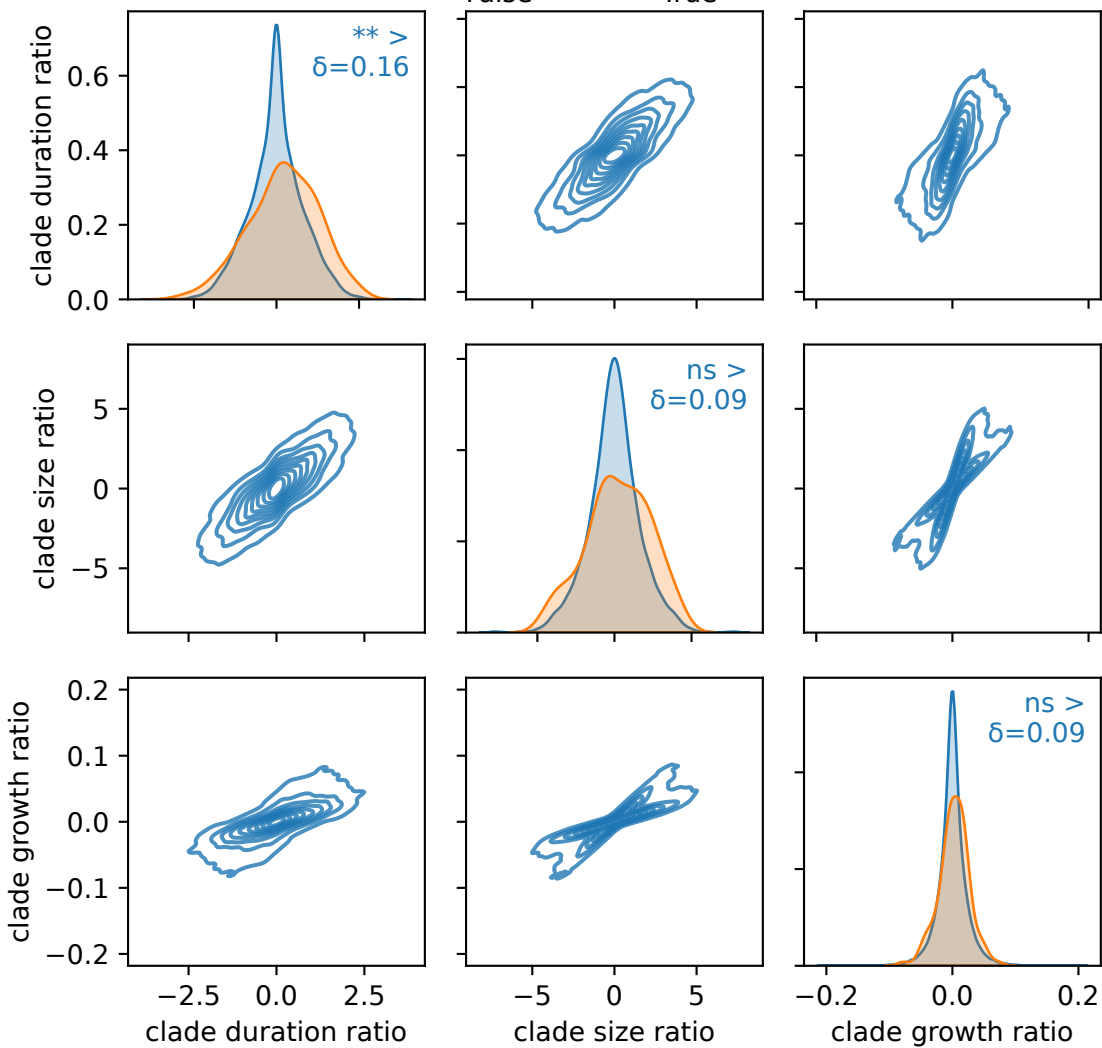 True
clade duration ratio
0.6
0.4
0.2
0.0
** >
δ=0.16
clade size ratio
5
0
−5
ns >
δ=0.09
clade growth ratio
0.2
0.1
0.0
−0.1
−0.2
ns >
δ=0.09
−2.5 0.0 2.5
−5 0 5
−0.2 0.0 0.2
clade duration ratio
clade size ratio
clade growth ratio